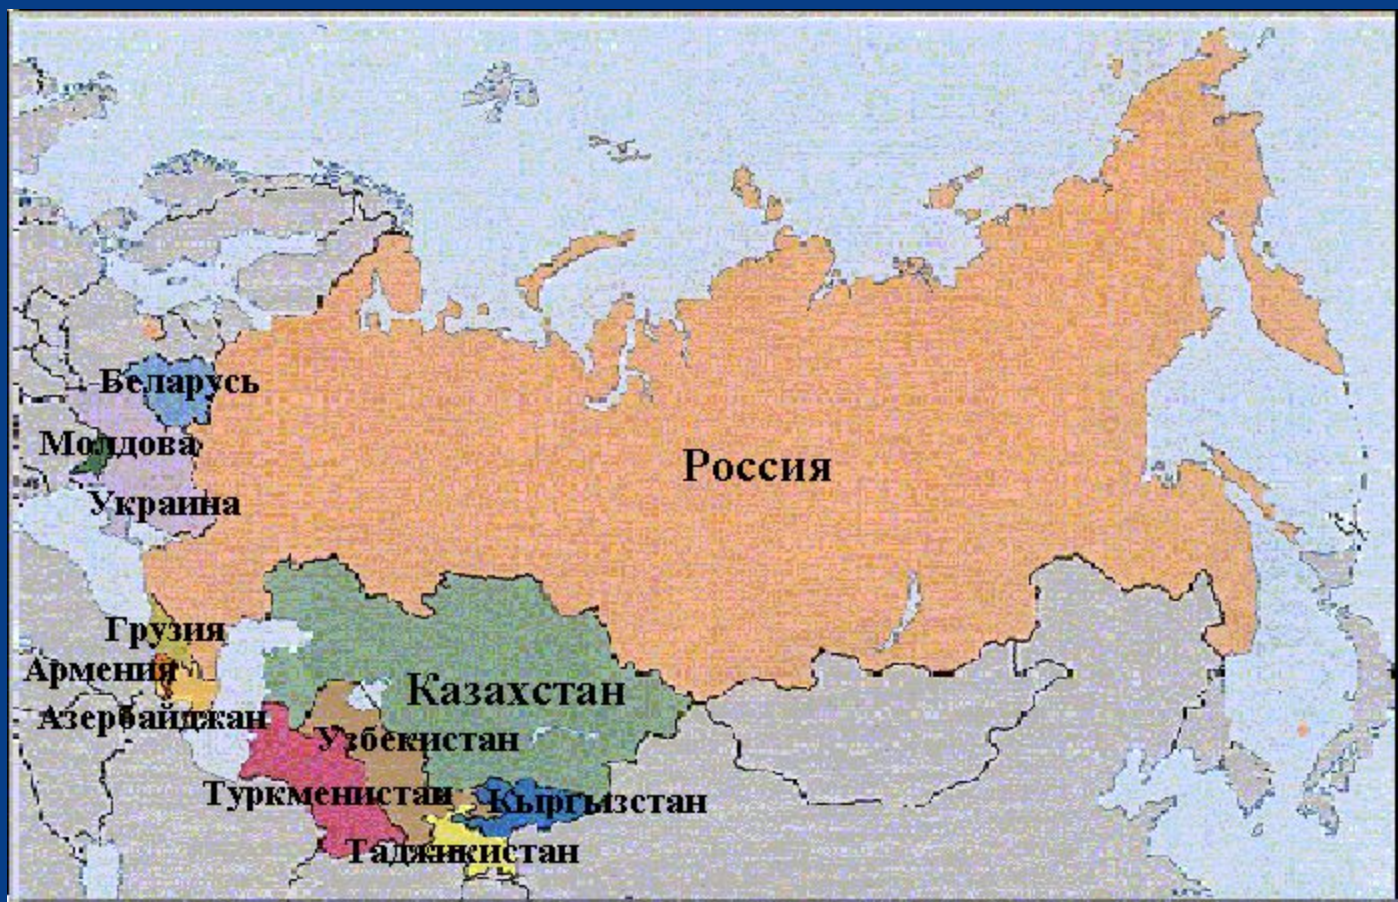 Беларусь
Молдова
Россия
Украина
Грузия
Армения
Казахстан
Азербайджан
Узбекистан
Туркменистан
Кыргызстан
Таджикистан